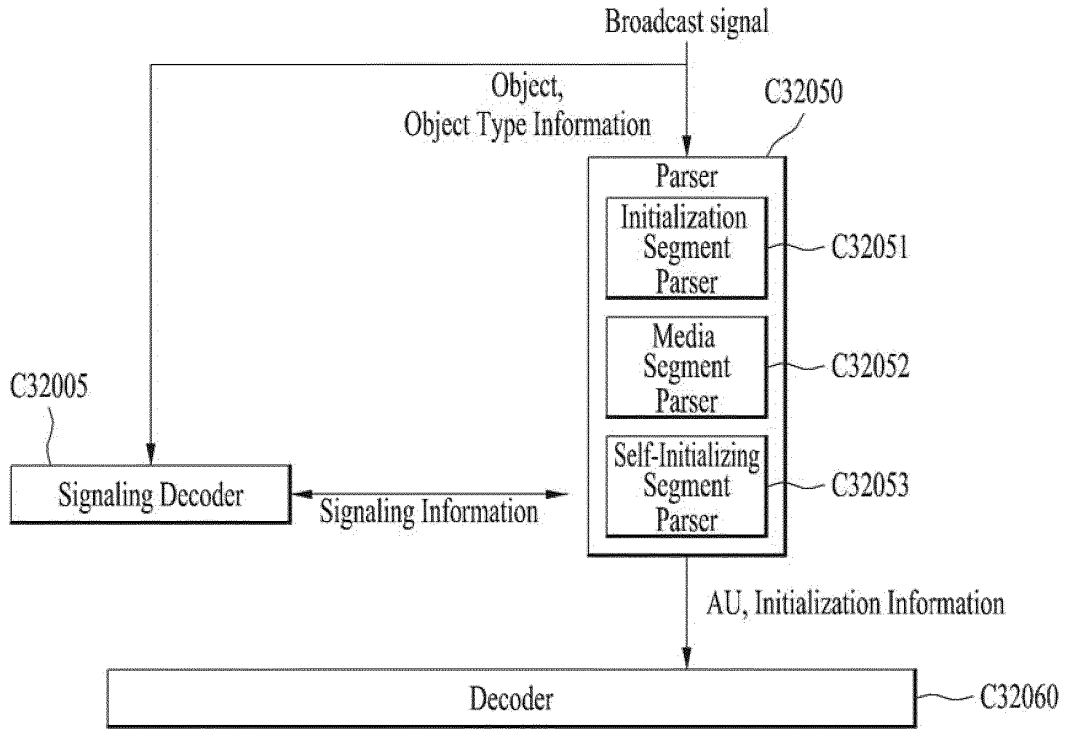 Broadcast signal
Object,
Object Type Information
C32050
Parser
Initialization
Segment
Parser
C32051
Media
Segment
Parser
C32052
Self-Initializing
Segment
Parser
C32053
C32005
Signaling Decoder
Signaling Information
AU, Initialization Information
Decoder
C32060